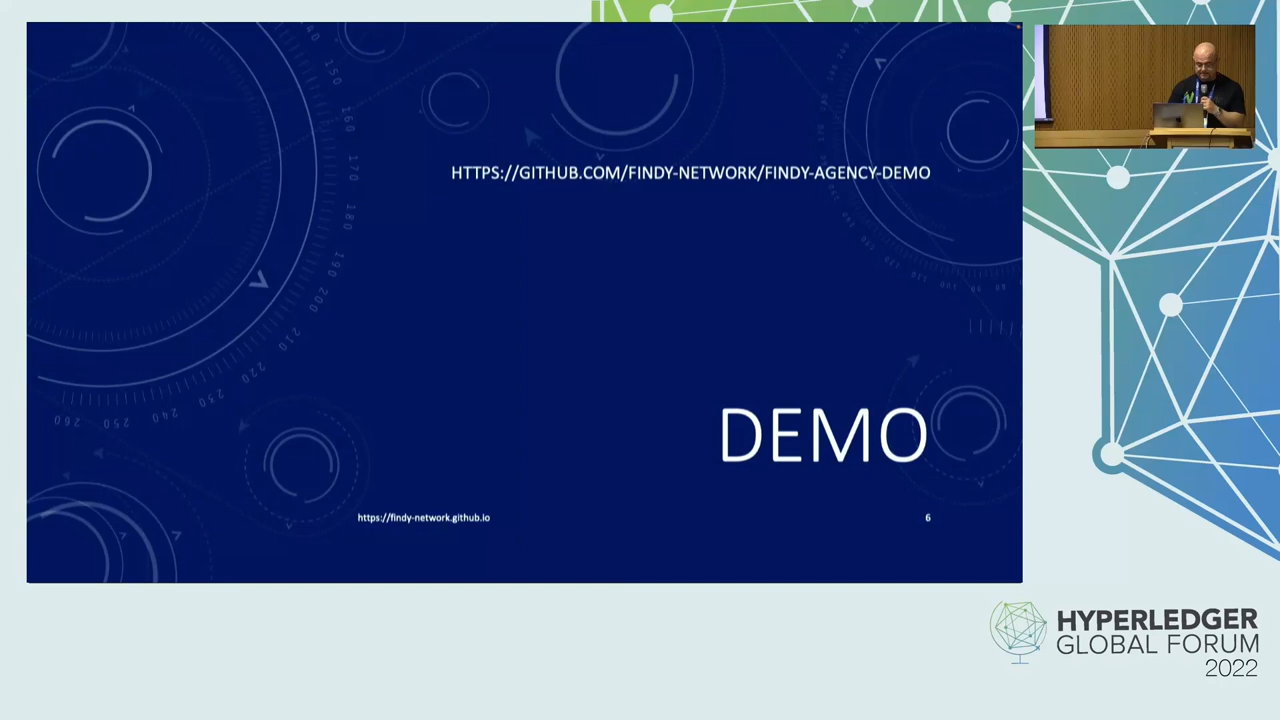 HTTPS://GITHUB.COM/FINDY-NETWORK/FINDY-AGENCY-DEMO
DEMO
https://findy-network.github.io
6
HYPERLEDGER
GLOBAL FORUM
2022